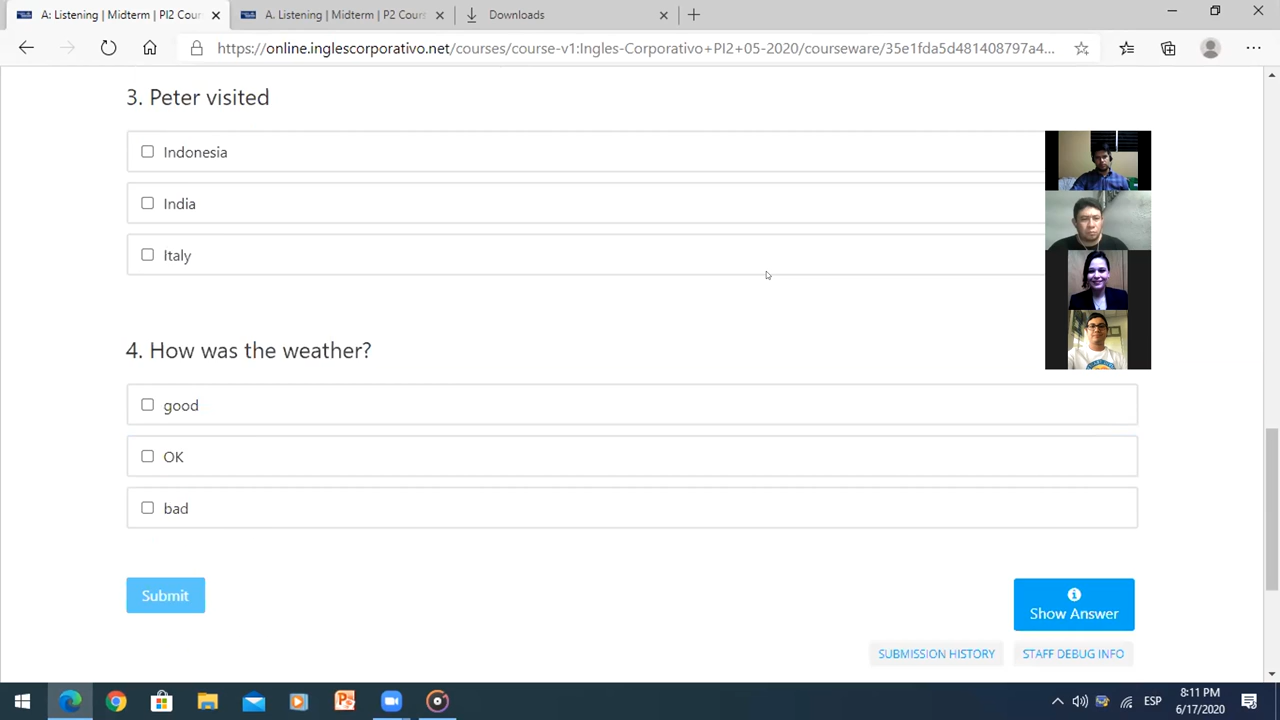 A: Listening | Midterm | PI2 Cour
A. Listening | Midterm | P2 Cours
Downloads
https://online.inglescorporativo.net/courses/course-v1:Ingles-Corporativo+PI2+05-2020/courseware/35e1fda5d481408797a4...
3. Peter visited
Indonesia
India
Italy
4. How was the weather?
good
OK
bad
Submit
Show Answer
SUBMISSION HISTORY
STAFF DEBUG INFO
ESP
8:11 PM
6/17/2020